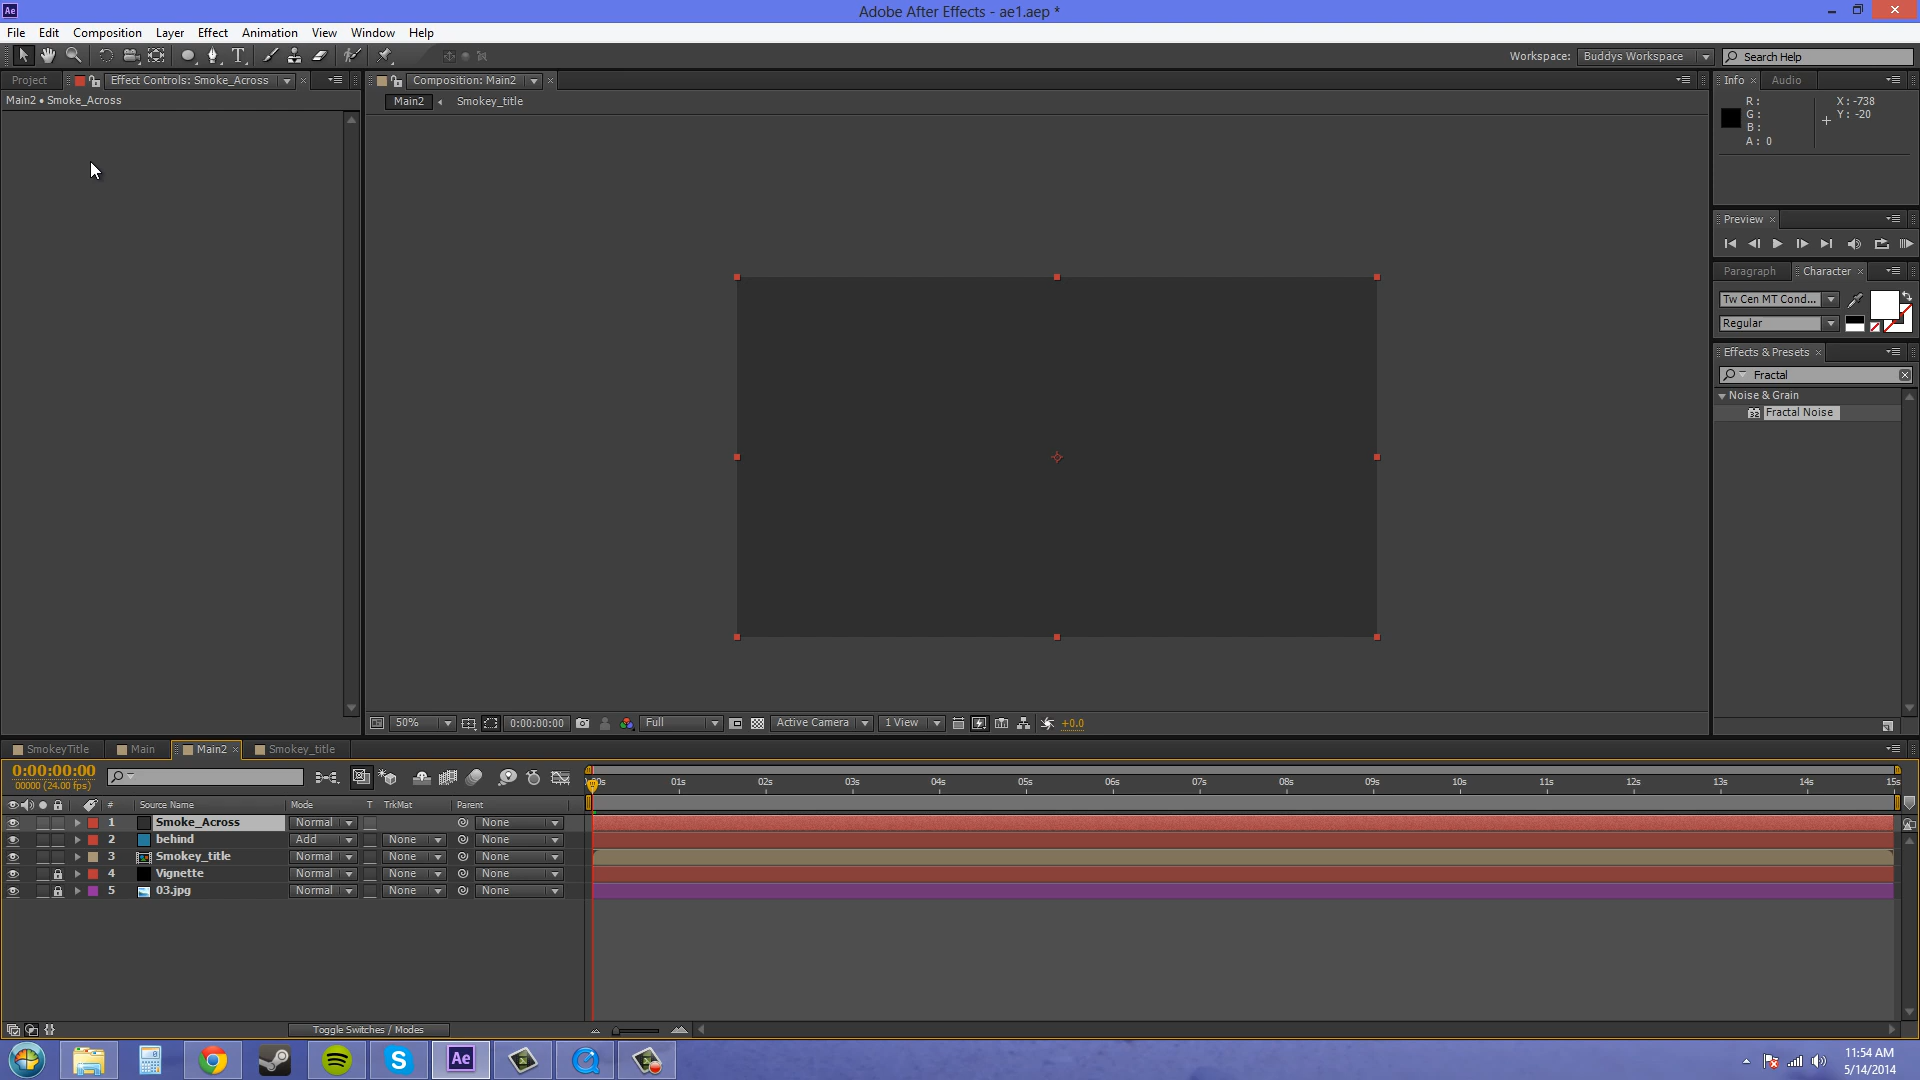 Ae
Adobe After Effects - ae1.aep *
File Edit Composition Layer Effect Animation View Window Help
Workspace: Buddys Workspace Search Help
Project Effect Controls: Smoke_Across Composition: Main2 Info Audio
Main2 • Smoke_Across
Main2 Smokey_title
R: X: -738
G: Y: -20
B:
A: 0
Preview
Paragraph Character
Tw Cen MT Cond...
Regular
Effects & Presets
Fractal
Noise & Grain
32 Fractal Noise
50% 0:00:00:00 Full Active Camera 1 View +0.0
SmokeyTitle Main Main2 Smokey_title
0:00:00:00
00000 (24.00 fps)
01s 02s 03s 04s 05s 06s 07s 08s 09s 10s 11s 12s 13s 14s 15s
# Source Name Mode T TrkMat Parent
1 Smoke_Across Normal None
2 behind Add None None
3 Smokey_title Normal None None
4 Vignette Normal None None
5 03.jpg Normal None None
Toggle Switches / Modes
Ae
11:54 AM
5/14/2014